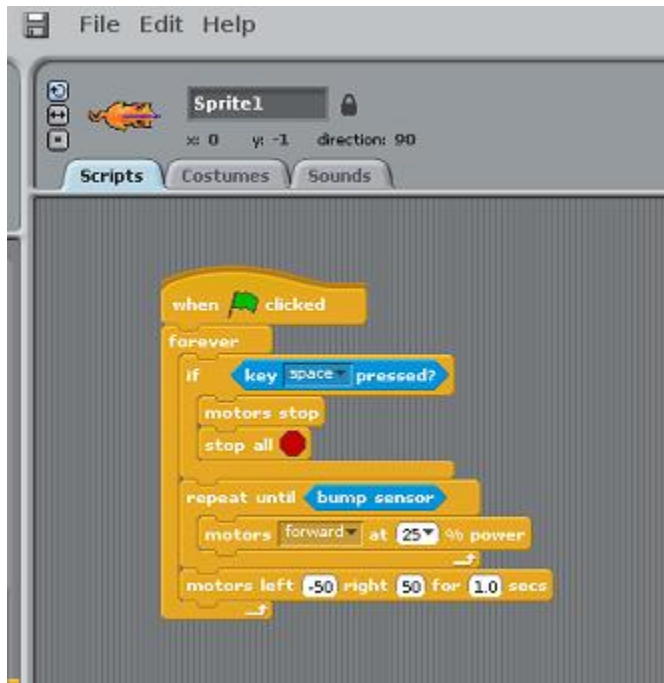 File Edit Help
Sprite1
x: 0 y: -1 direction: 90
Scripts Costumes Sounds
when clicked
forever
if key space pressed?
motors stop
stop all
repeat until bump sensor
motors forward at 25 % power
motors left -50 right 50 for 1.0 secs